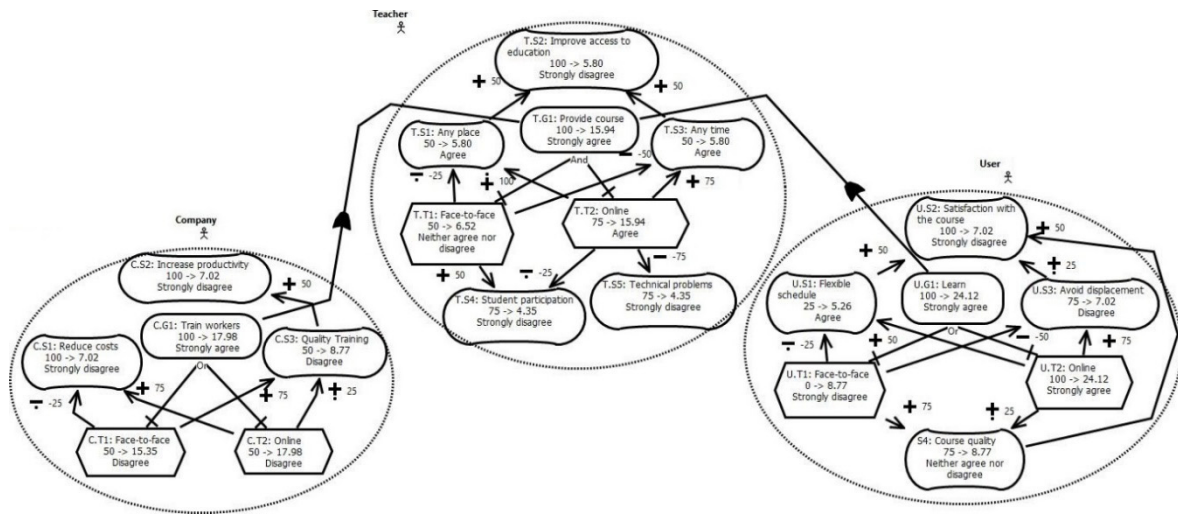 Teacher
T.S2: Improve access to
education
100 -> 5.80
Strongly disagree
50
50
T.G1: Provide course
100 -> 15.94
Strongly agree
T.S1: Any place
50 -> 5.80
Agree
T.S3: Any time
50 -> 5.80
Agree
And
-50
-25
100
75
T.T1: Face-to-face
50 -> 6.52
Neither agree nor
disagree
T.T2: Online
75 -> 15.94
Agree
50
-25
-75
T.S4: Student participation
75 -> 4.35
Strongly disagree
T.S5: Technical problems
75 -> 4.35
Strongly disagree
Company
C.S2: Increase productivity
100 -> 7.02
Strongly disagree
50
C.G1: Train workers
100 -> 17.98
Strongly agree
C.S1: Reduce costs
100 -> 7.02
Strongly disagree
C.S3: Quality Training
50 -> 8.77
Disagree
Or
-25
75
75
25
C.T1: Face-to-face
50 -> 15.35
Disagree
C.T2: Online
50 -> 17.98
Disagree
User
U.S2: Satisfaction with
the course
100 -> 7.02
Strongly disagree
50
50
25
U.S1: Flexible
schedule
25 -> 5.26
Agree
U.G1: Learn
100 -> 24.12
Strongly agree
U.S3: Avoid displacement
75 -> 7.02
Disagree
Or
-25
50
-50
75
U.T1: Face-to-face
0 -> 8.77
Strongly disagree
U.T2: Online
100 -> 24.12
Strongly agree
75
25
S4: Course quality
75 -> 8.77
Neither agree nor
disagree